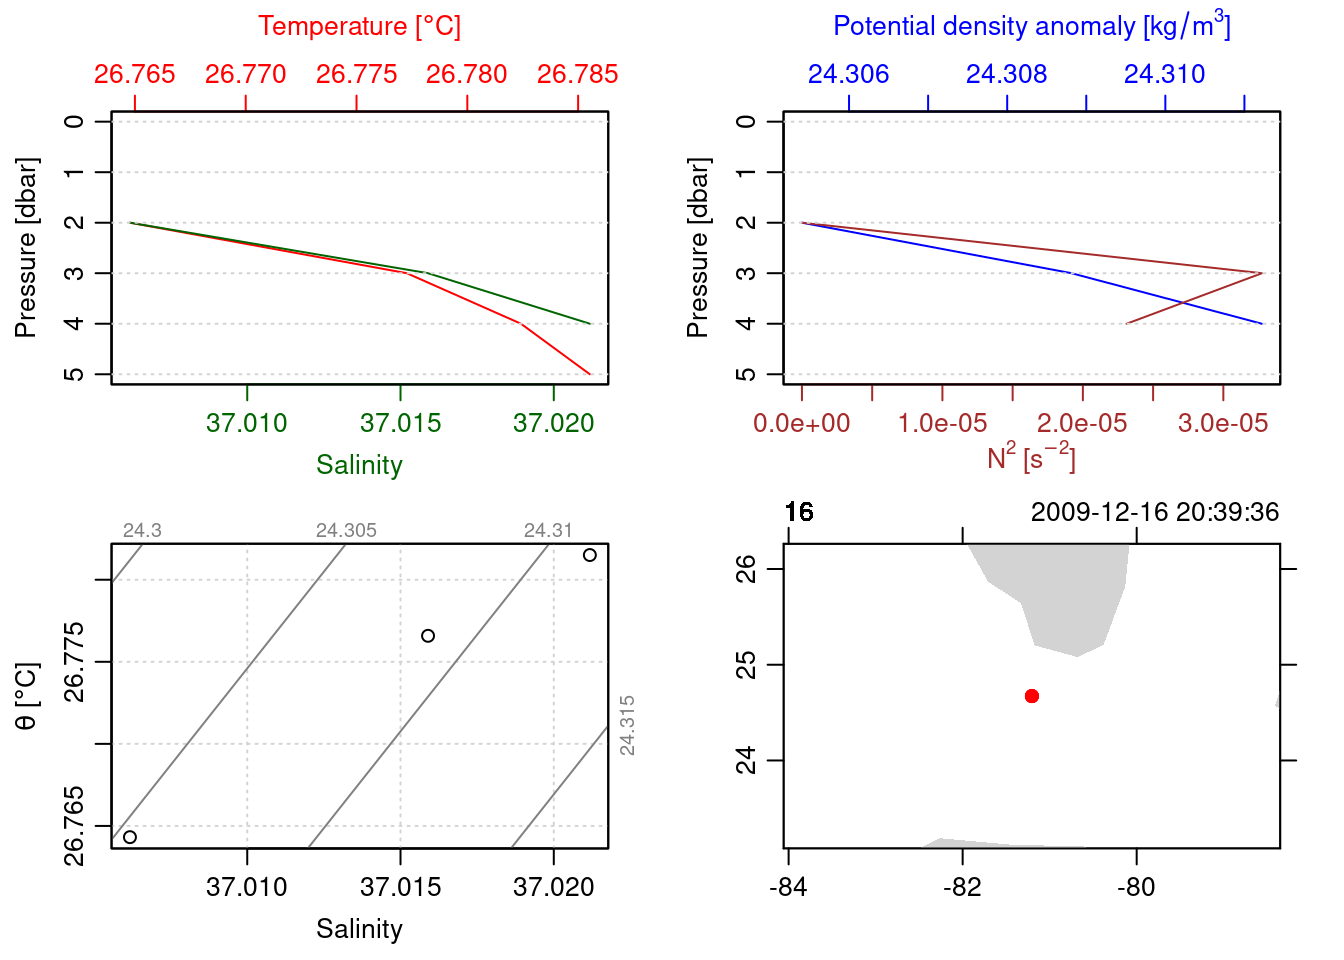 Temperature [°C]
26.765 26.770 26.775 26.780 26.785
0
1
2
3
4
5
Pressure [dbar]
37.010 37.015 37.020
Salinity
Potential density anomaly [kg/m³]
24.306 24.308 24.310
0
1
2
3
4
5
Pressure [dbar]
0.0e+00 1.0e-05 2.0e-05 3.0e-05
N² [s⁻²]
24.3 24.305 24.31
24.315
26.775
26.765
θ [°C]
37.010 37.015 37.020
Salinity
16 2009-12-16 20:39:36
26
25
24
-84 -82 -80